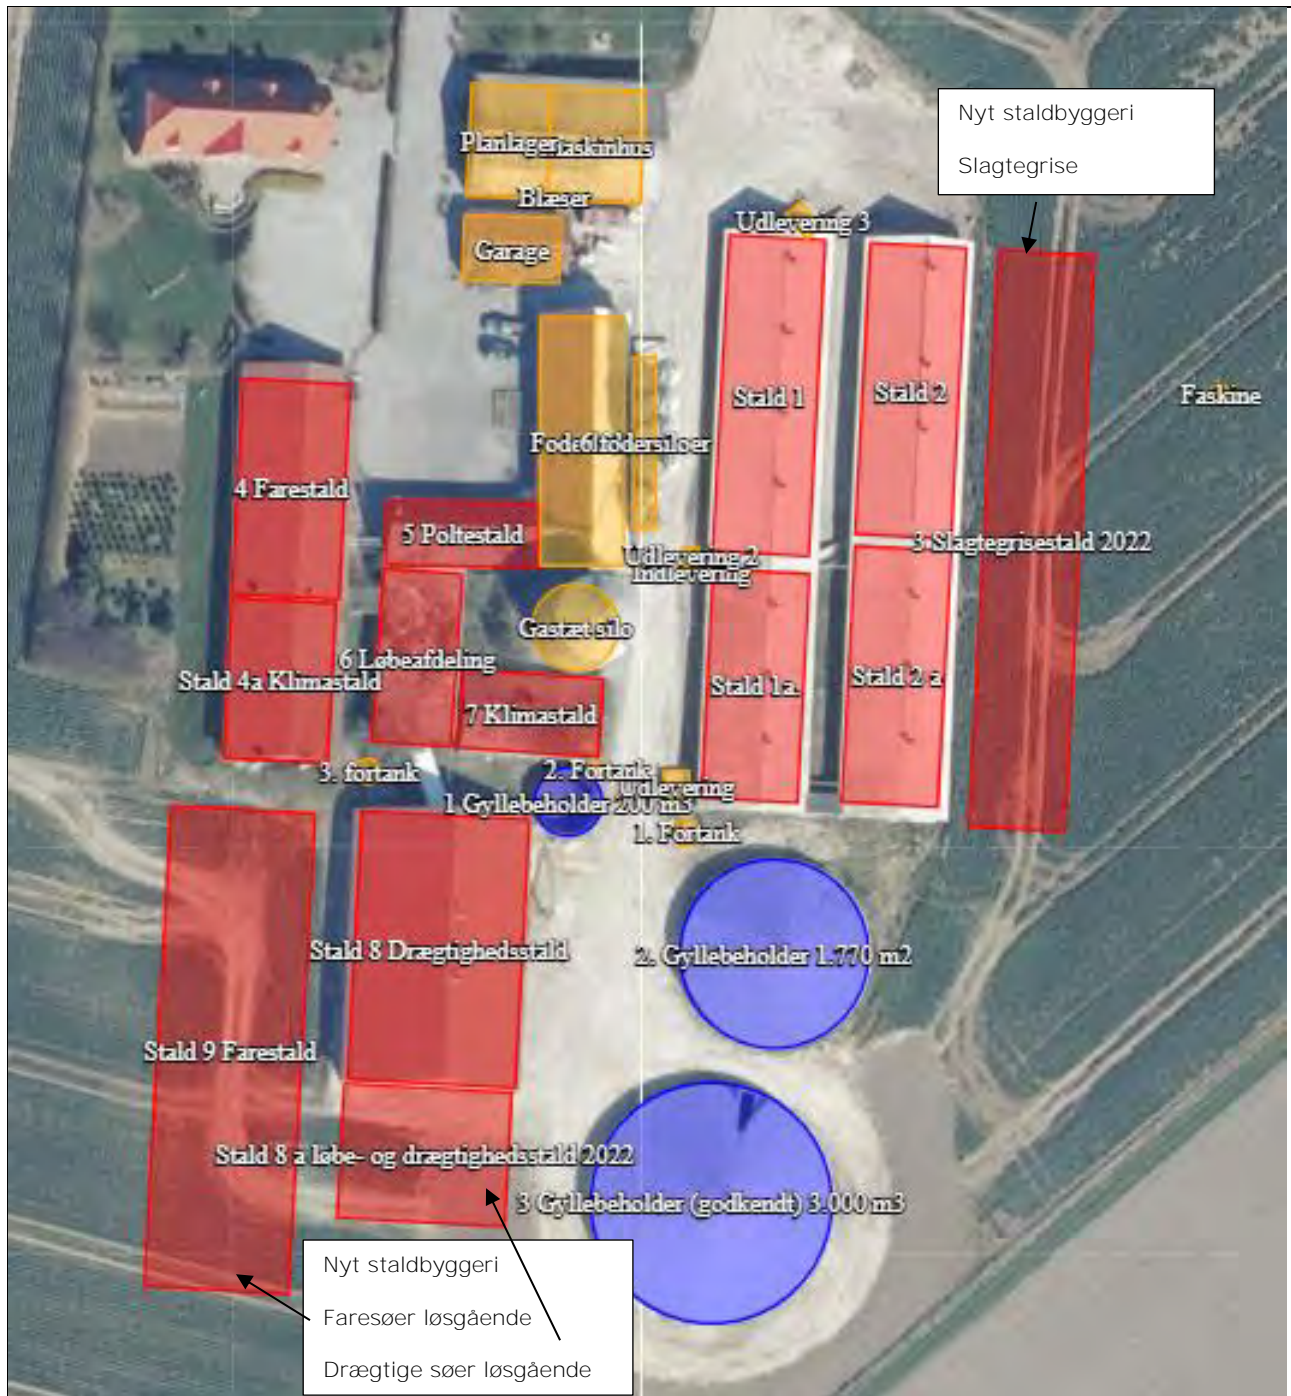 Nyt staldbyggeri
Slagtegrise
Planlager
Maskinhus
Blæser
Garage
Udlevering 3
Stald 1
Stald 2
Faskine
6 fodersiloer
4 Farestald
5 Poltestald
Udlevering 2
Indlevering
3 Slagtegrisestald 2022
Gastæt silo
6 Løbeafdeling
Stald 4a Klimastald
7 Klimastald
Stald 1a.
Stald 2 a
3. fortank
2. Fortank
Udlevering
1 Gyllebeholder 200 m3
1. Fortank
Stald 8 Drægtighedsstald
2. Gyllebeholder 1.770 m2
Stald 9 Farestald
Stald 8 a løbe- og drægtighedsstald 2022
3 Gyllebeholder (godkendt) 3.000 m3
Nyt staldbyggeri
Faresøer løsgående
Drægtige søer løsgående